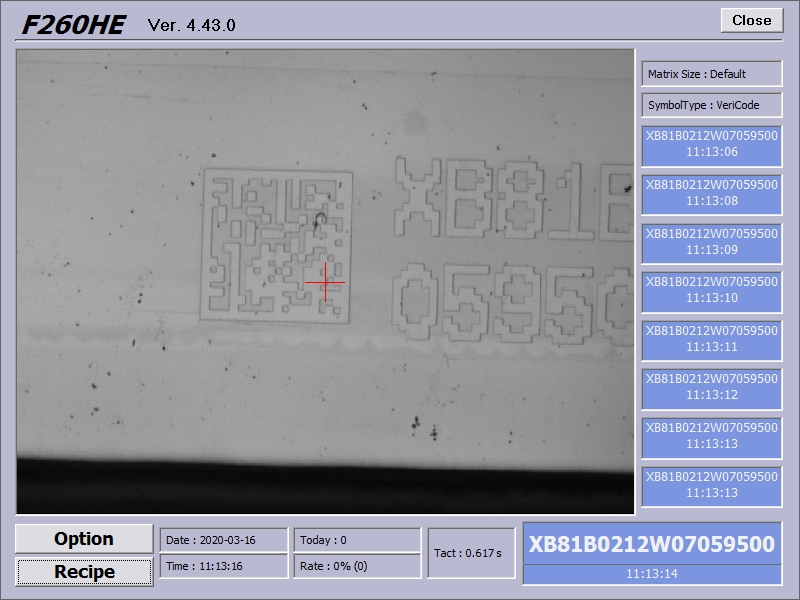 F260HE Ver. 4.43.0
Close
XB81B
05950
Matrix Size : Default
SymbolType : VeriCode
XB81B0212W07059500
11:13:06
XB81B0212W07059500
11:13:08
XB81B0212W07059500
11:13:09
XB81B0212W07059500
11:13:10
XB81B0212W07059500
11:13:11
XB81B0212W07059500
11:13:12
XB81B0212W07059500
11:13:13
XB81B0212W07059500
11:13:13
Option
Recipe
Date : 2020-03-16
Time : 11:13:16
Today : 0
Rate : 0% (0)
Tact : 0.617 s
XB81B0212W07059500
11:13:14